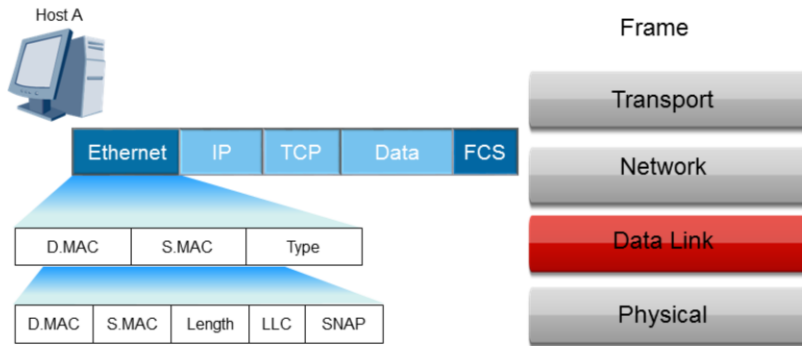 Host A
Frame
Transport
Ethernet IP TCP Data FCS
Network
D.MAC S.MAC Type
Data Link
D.MAC S.MAC Length LLC SNAP
Physical